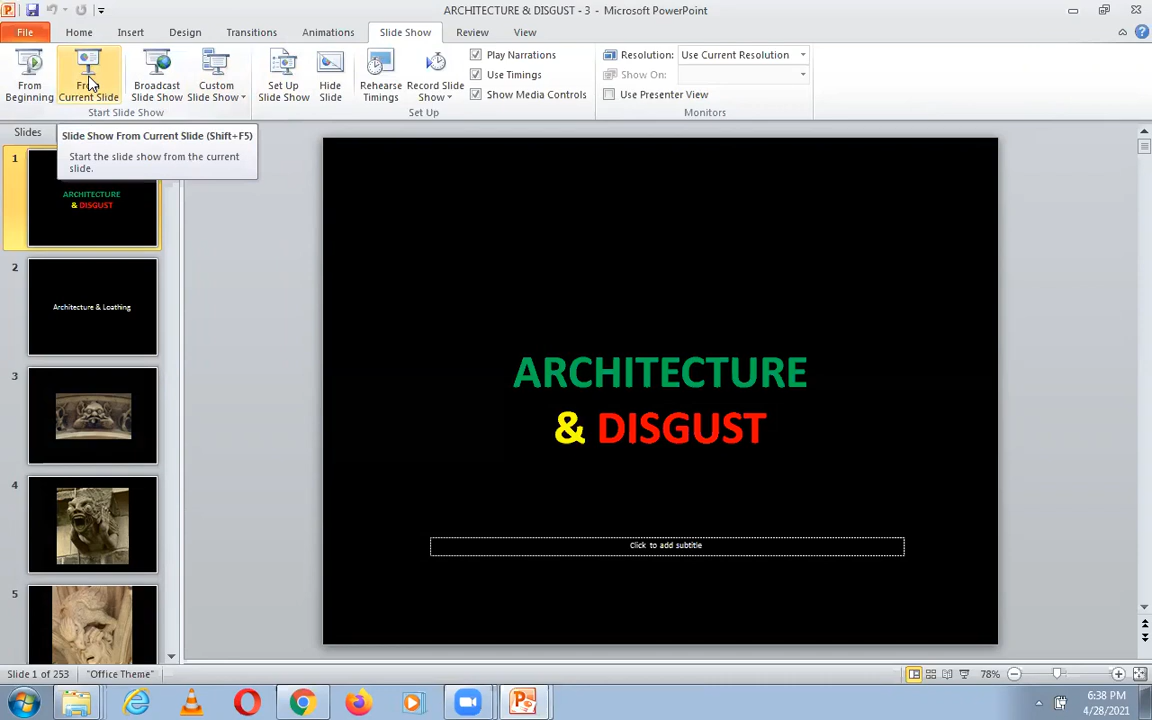 ARCHITECTURE & DISGUST - 3 - Microsoft PowerPoint
File Home Insert Design Transitions Animations Slide Show Review View
From Beginning
From Current Slide
Broadcast Slide Show
Custom Slide Show
Set Up Slide Show
Hide Slide
Rehearse Timings
Record Slide Show
Play Narrations
Use Timings
Show Media Controls
Resolution: Use Current Resolution
Show On:
Use Presenter View
Start Slide Show
Set Up
Monitors
Slides
Slide Show From Current Slide (Shift+F5)
Start the slide show from the current
slide.
1
ARCHITECTURE
& DISGUST
2
Architecture & Loathing
3
4
5
ARCHITECTURE
& DISGUST
Click to add subtitle
Slide 1 of 253
"Office Theme"
78%
6:38 PM
4/28/2021